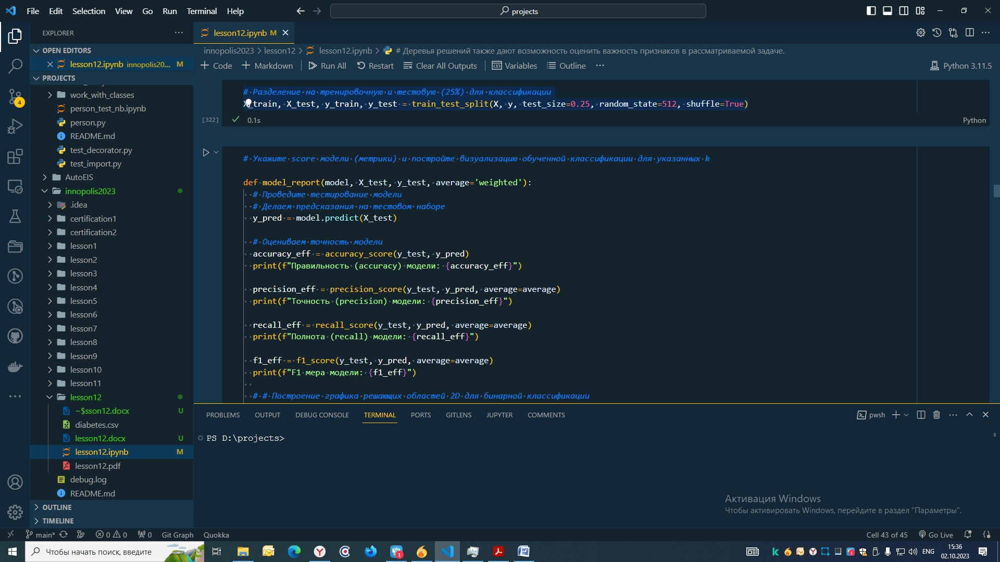 File Edit Selection View Go Run Terminal Help
projects
EXPLORER
OPEN EDITORS
lesson12.ipynb innopolis20... M
PROJECTS
work_with_classes
person_test_nb.ipynb
person.py
README.md
test_decorator.py
test_import.py
AutoEIS
innopolis2023
.idea
certification1
certification2
lesson1
lesson2
lesson3
lesson4
lesson5
lesson6
lesson7
lesson8
lesson9
lesson10
lesson11
lesson12
~$sson12.docx U
diabetes.csv
lesson12.docx U
lesson12.ipynb M
lesson12.pdf
debug.log
README.md
OUTLINE
TIMELINE
lesson12.ipynb M
innopolis2023 > lesson12 > lesson12.ipynb > # Деревья решений также дают возможность оценить важность признаков в рассматриваемой задаче.
Code Markdown Run All Restart Clear All Outputs Variables Outline Python 3.11.5
# Разделение на тренировочную и тестовую (25%) для классификации
X_train, X_test, y_train, y_test = train_test_split(X, y, test_size=0.25, random_state=512, shuffle=True)
[322] 0.1s Python
# Укажите score модели (метрики) и постройте визуализацию обученной классификации для указанных k
def model_report(model, X_test, y_test, average='weighted'):
# Проведите тестирование модели
# Делаем предсказания на тестовом наборе
y_pred = model.predict(X_test)
# Оцениваем точность модели
accuracy_eff = accuracy_score(y_test, y_pred)
print(f"Правильность (accuracy) модели: {accuracy_eff}")
precision_eff = precision_score(y_test, y_pred, average=average)
print(f"Точность (precision) модели: {precision_eff}")
recall_eff = recall_score(y_test, y_pred, average=average)
print(f"Полнота (recall) модели: {recall_eff}")
f1_eff = f1_score(y_test, y_pred, average=average)
print(f"F1 мера модели: {f1_eff}")
# # Построение графика решающих областей 2D для бинарной классификации
PROBLEMS OUTPUT DEBUG CONSOLE TERMINAL PORTS GITLENS JUPYTER COMMENTS pwsh
PS D:\projects>
Активация Windows
Чтобы активировать Windows, перейдите в раздел "Параметры".
4
main* 0 0 0 Git Graph Quokka Cell 43 of 45 Go Live
Чтобы начать поиск, введите
ENG
15:36
02.10.2023